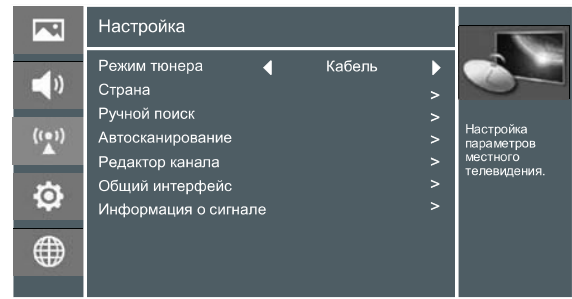 Настройка
Режим тюнера Кабель
Страна >
Ручной поиск >
Автосканирование >
Редактор канала >
Общий интерфейс >
Информация о сигнале >
Настройка
параметров
местного
телевидения.